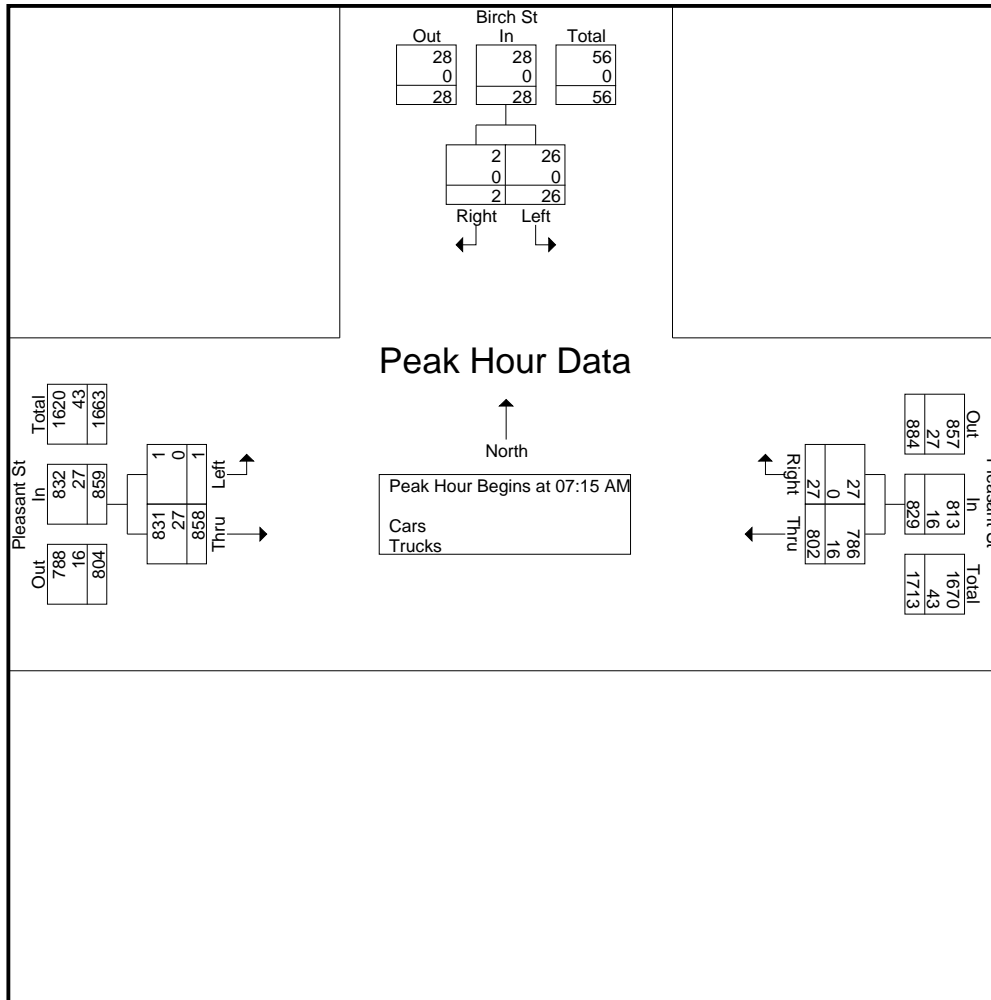 Birch St
Out In Total
28 28 56
0 0 0
28 28 56
2 26
0 0
2 26
Right Left
Peak Hour Data
North
Peak Hour Begins at 07:15 AM
Cars
Trucks
Pleasant St
Out In Total
788 832 1620
16 27 43
804 859 1663
831 1
27 0
858 1
Thru Left
Pleasant St
Out In Total
857 813 1670
27 16 43
884 829 1713
27 786
0 16
27 802
Right Thru